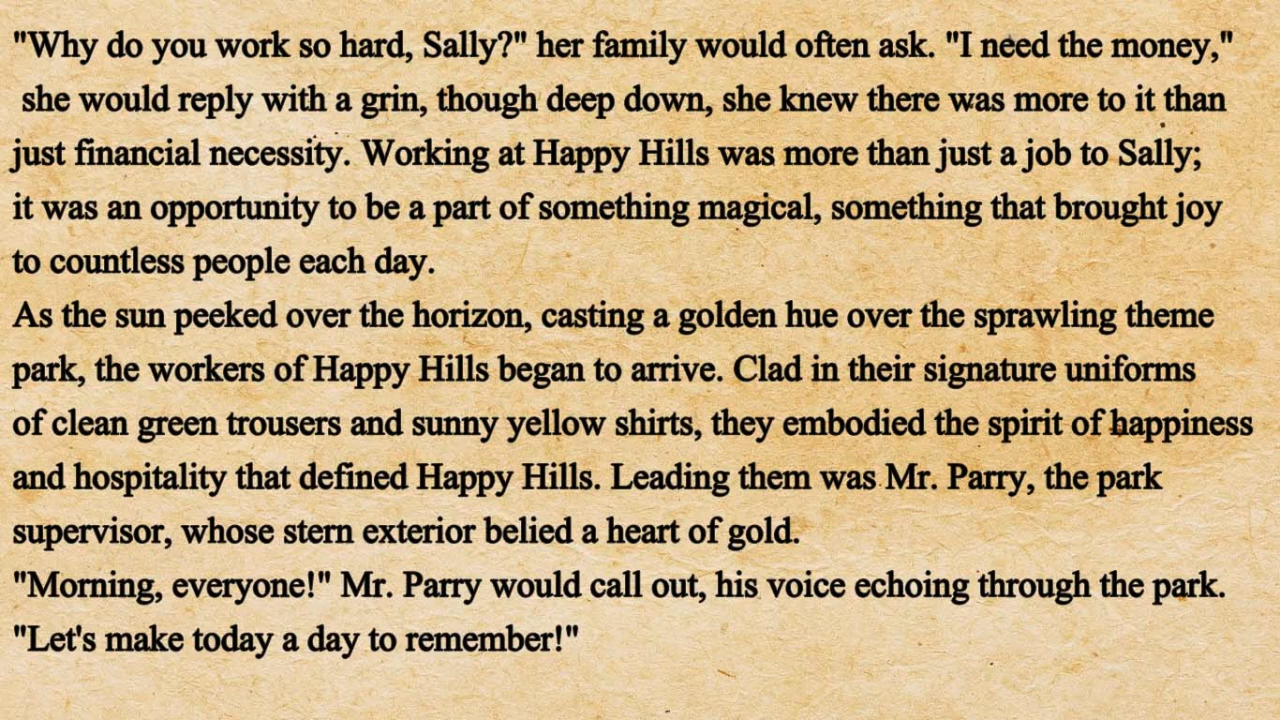 "Why do you work so hard, Sally?" her family would often ask. "I need the money,"
she would reply with a grin, though deep down, she knew there was more to it than
just financial necessity. Working at Happy Hills was more than just a job to Sally;
it was an opportunity to be a part of something magical, something that brought joy
to countless people each day.
As the sun peeked over the horizon, casting a golden hue over the sprawling theme
park, the workers of Happy Hills began to arrive. Clad in their signature uniforms
of clean green trousers and sunny yellow shirts, they embodied the spirit of happiness
and hospitality that defined Happy Hills. Leading them was Mr. Parry, the park
supervisor, whose stern exterior belied a heart of gold.
"Morning, everyone!" Mr. Parry would call out, his voice echoing through the park.
"Let's make today a day to remember!"